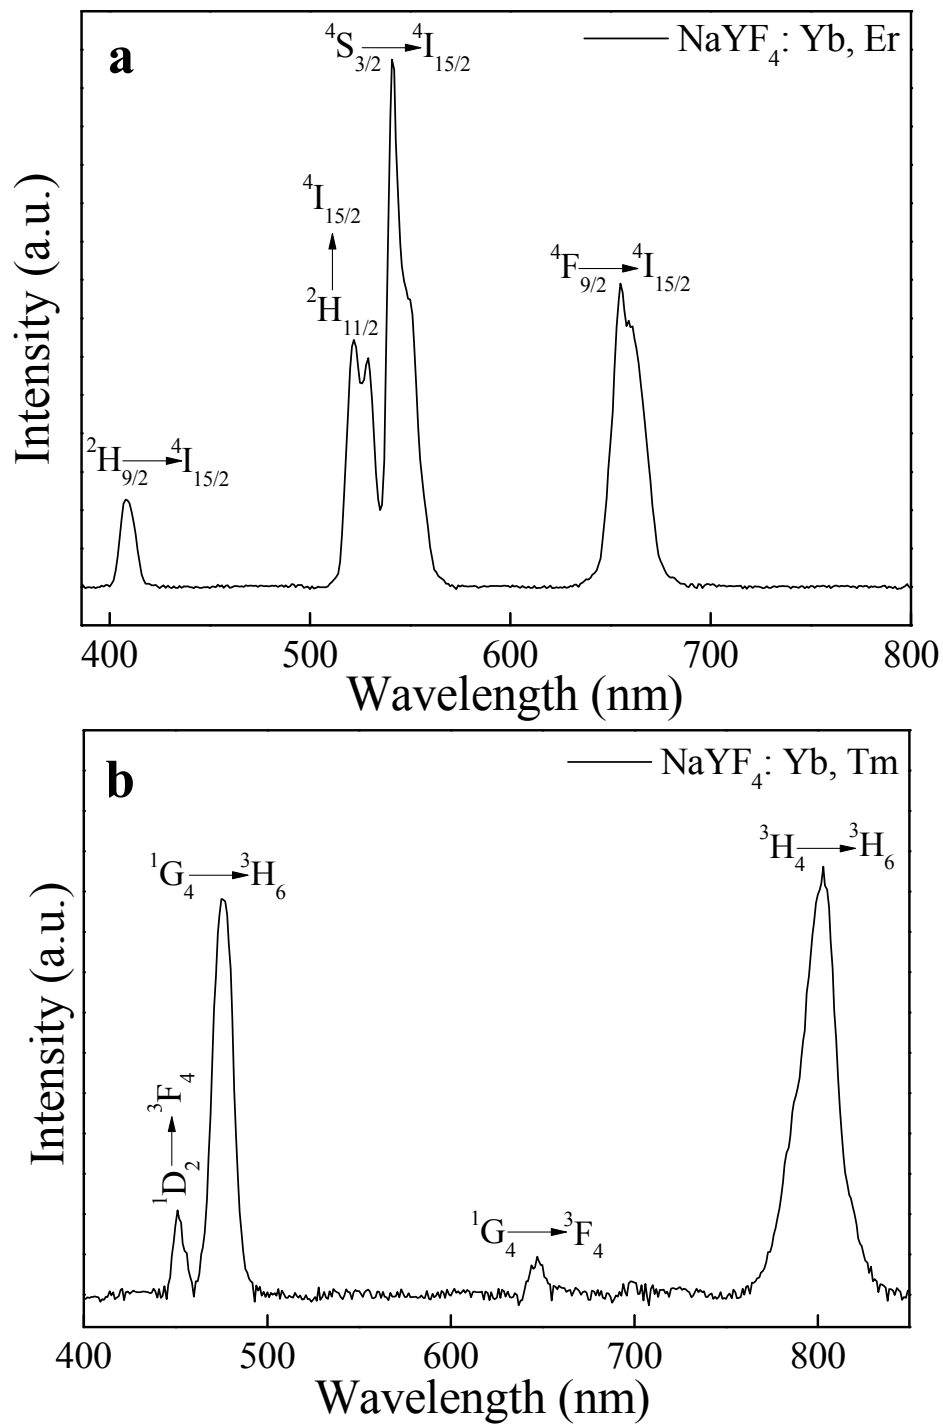 a
⁴S₃/₂ → ⁴I₁₅/₂
NaYF₄: Yb, Er
⁴I₁₅/₂
↑
²H₁₁/₂
⁴F₉/₂ → ⁴I₁₅/₂
²H₉/₂ → ⁴I₁₅/₂
Intensity (a.u.)
400 500 600 700 800
Wavelength (nm)
b
NaYF₄: Yb, Tm
³H₄ → ³H₆
¹G₄ → ³H₆
¹D₂ → ³F₄
¹G₄ → ³F₄
Intensity (a.u.)
400 500 600 700 800
Wavelength (nm)